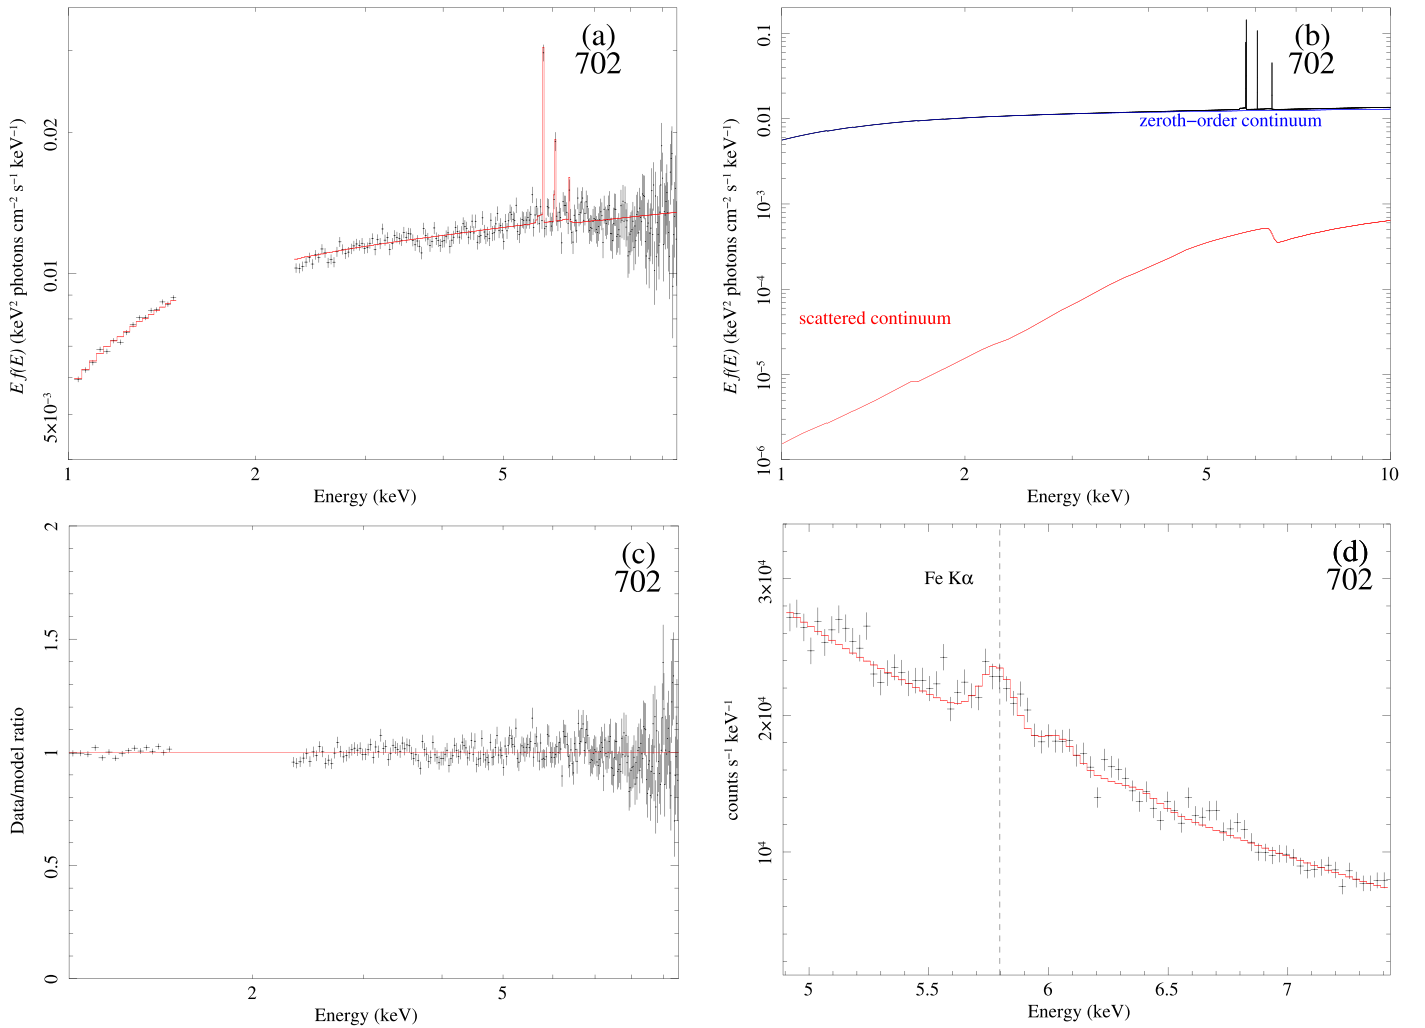 (a)
702
0.02
0.01
5×10⁻³
E f(E) (keV² photons cm⁻² s⁻¹ keV⁻¹)
1
2
5
Energy (keV)
(b)
702
0.1
0.01
10⁻³
10⁻⁴
10⁻⁵
10⁻⁶
E f(E) (keV² photons cm⁻² s⁻¹ keV⁻¹)
zeroth−order continuum
scattered continuum
1
2
5
10
Energy (keV)
(c)
702
2
1.5
1
0.5
0
Data/model ratio
2
5
Energy (keV)
(d)
702
Fe Kα
3×10⁴
2×10⁴
10⁴
counts s⁻¹ keV⁻¹
5
5.5
6
6.5
7
Energy (keV)